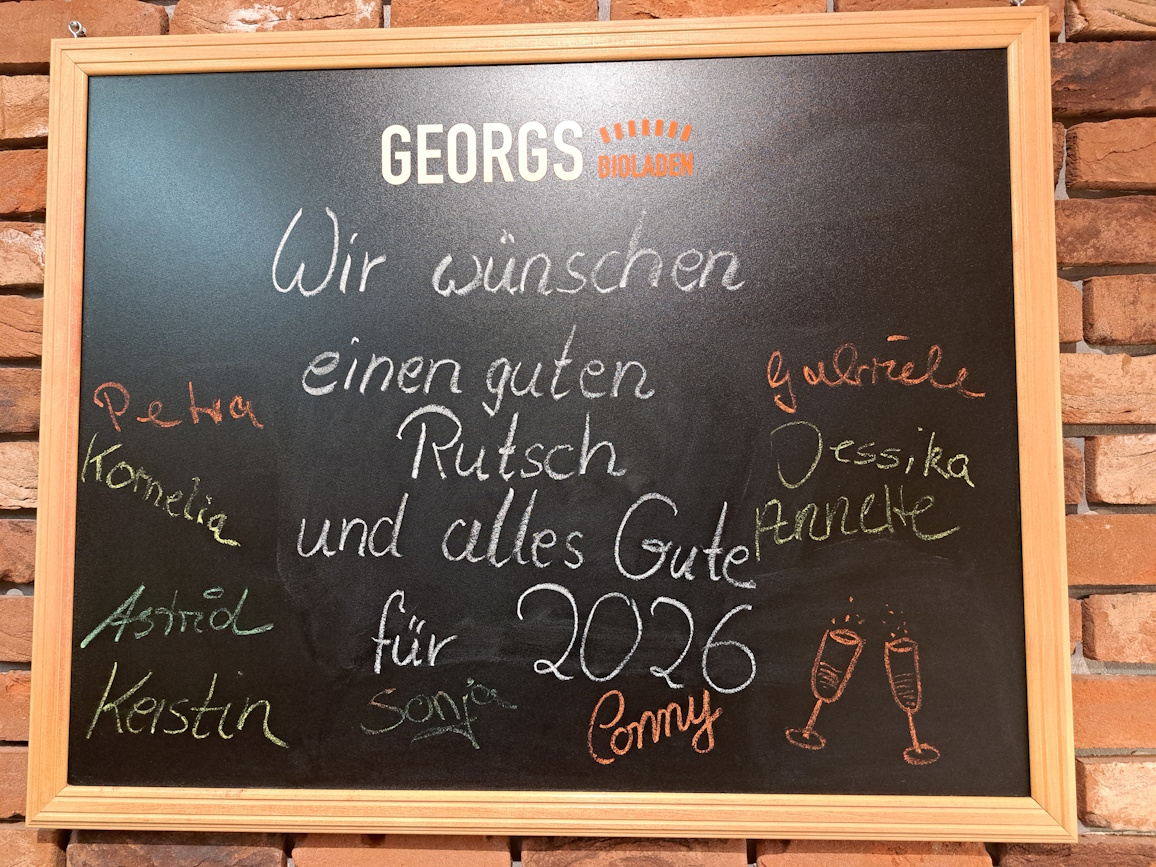 GEORGS BIOLADEN
Wir wünschen
einen guten
Rutsch
und alles Gute
für 2026
Petra
Kornelia
Astrid
Kerstin
Sonja
Conny
Gabriele
Jessika
Annette